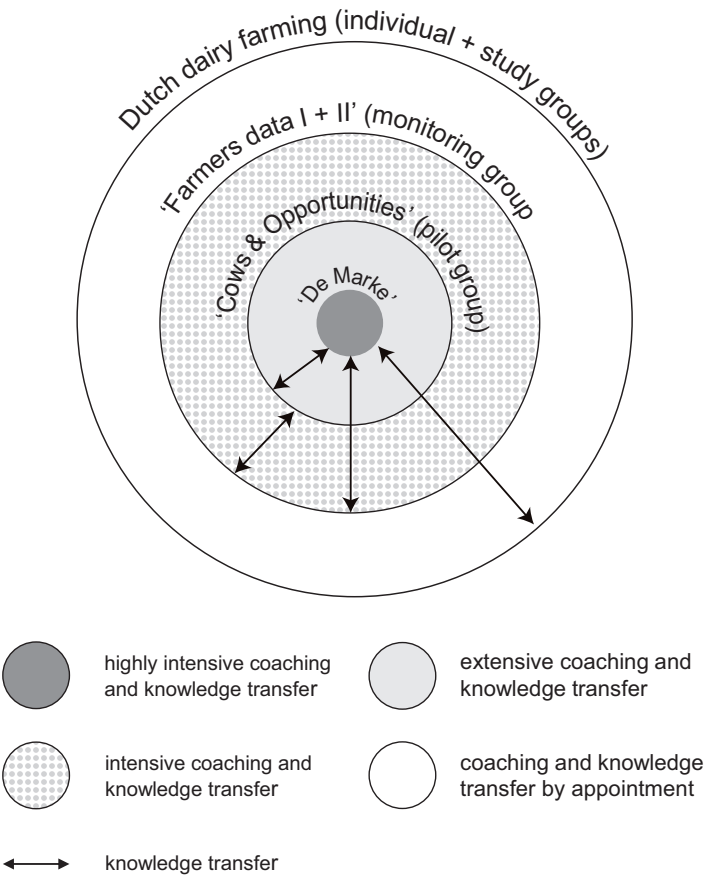 Dutch dairy farming (individual + study groups)
‘Farmers data I + II’ (monitoring group
‘Cows & Opportunities’ (pilot group)
‘De Marke’
highly intensive coaching
and knowledge transfer
extensive coaching and
knowledge transfer
intensive coaching and
knowledge transfer
coaching and knowledge
transfer by appointment
knowledge transfer